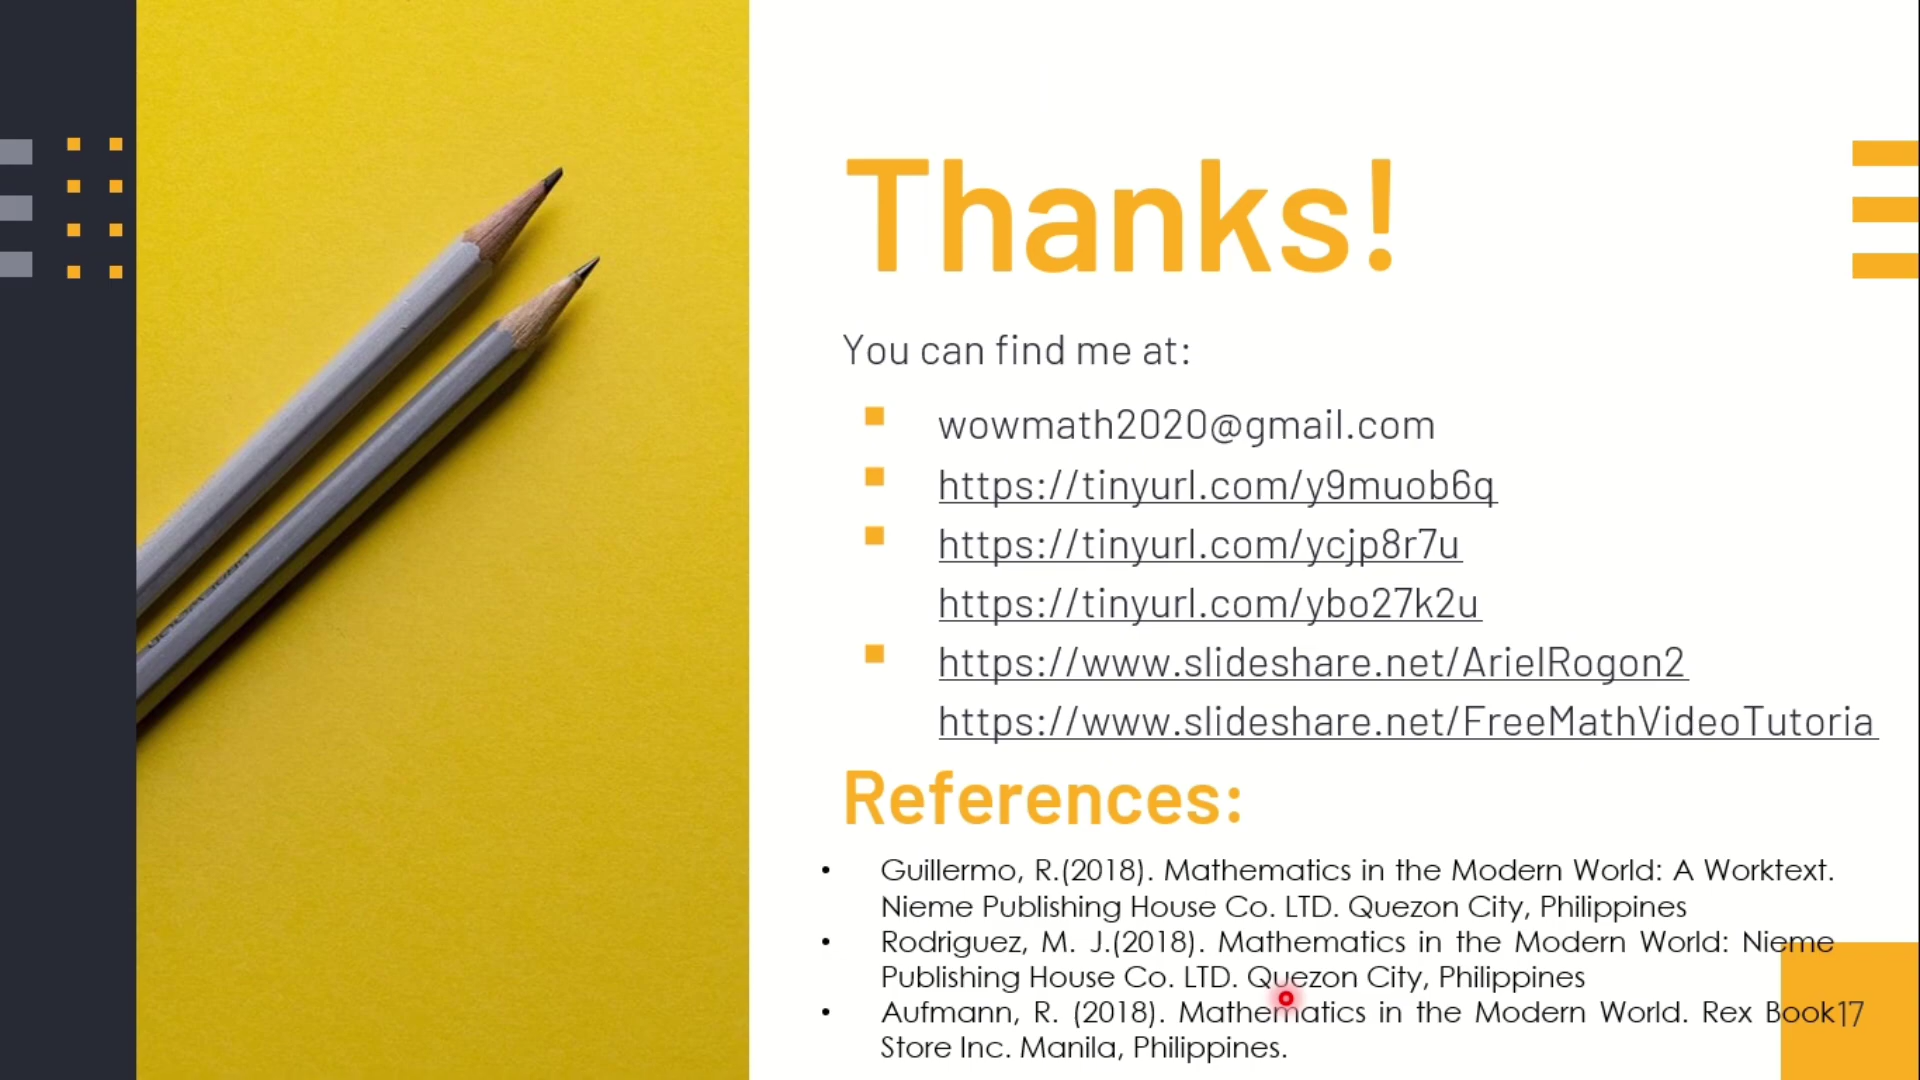 Thanks!
You can find me at:
wowmath2020@gmail.com
https://tinyurl.com/y9muob6q
https://tinyurl.com/ycjp8r7u
https://tinyurl.com/ybo27k2u
https://www.slideshare.net/ArielRogon2
https://www.slideshare.net/FreeMathVideoTutoria
References:
• Guillermo, R.(2018). Mathematics in the Modern World: A Worktext.
Nieme Publishing House Co. LTD. Quezon City, Philippines
• Rodriguez, M. J.(2018). Mathematics in the Modern World: Nieme
Publishing House Co. LTD. Quezon City, Philippines
• Aufmann, R. (2018). Mathematics in the Modern World. Rex Book
Store Inc. Manila, Philippines.
17